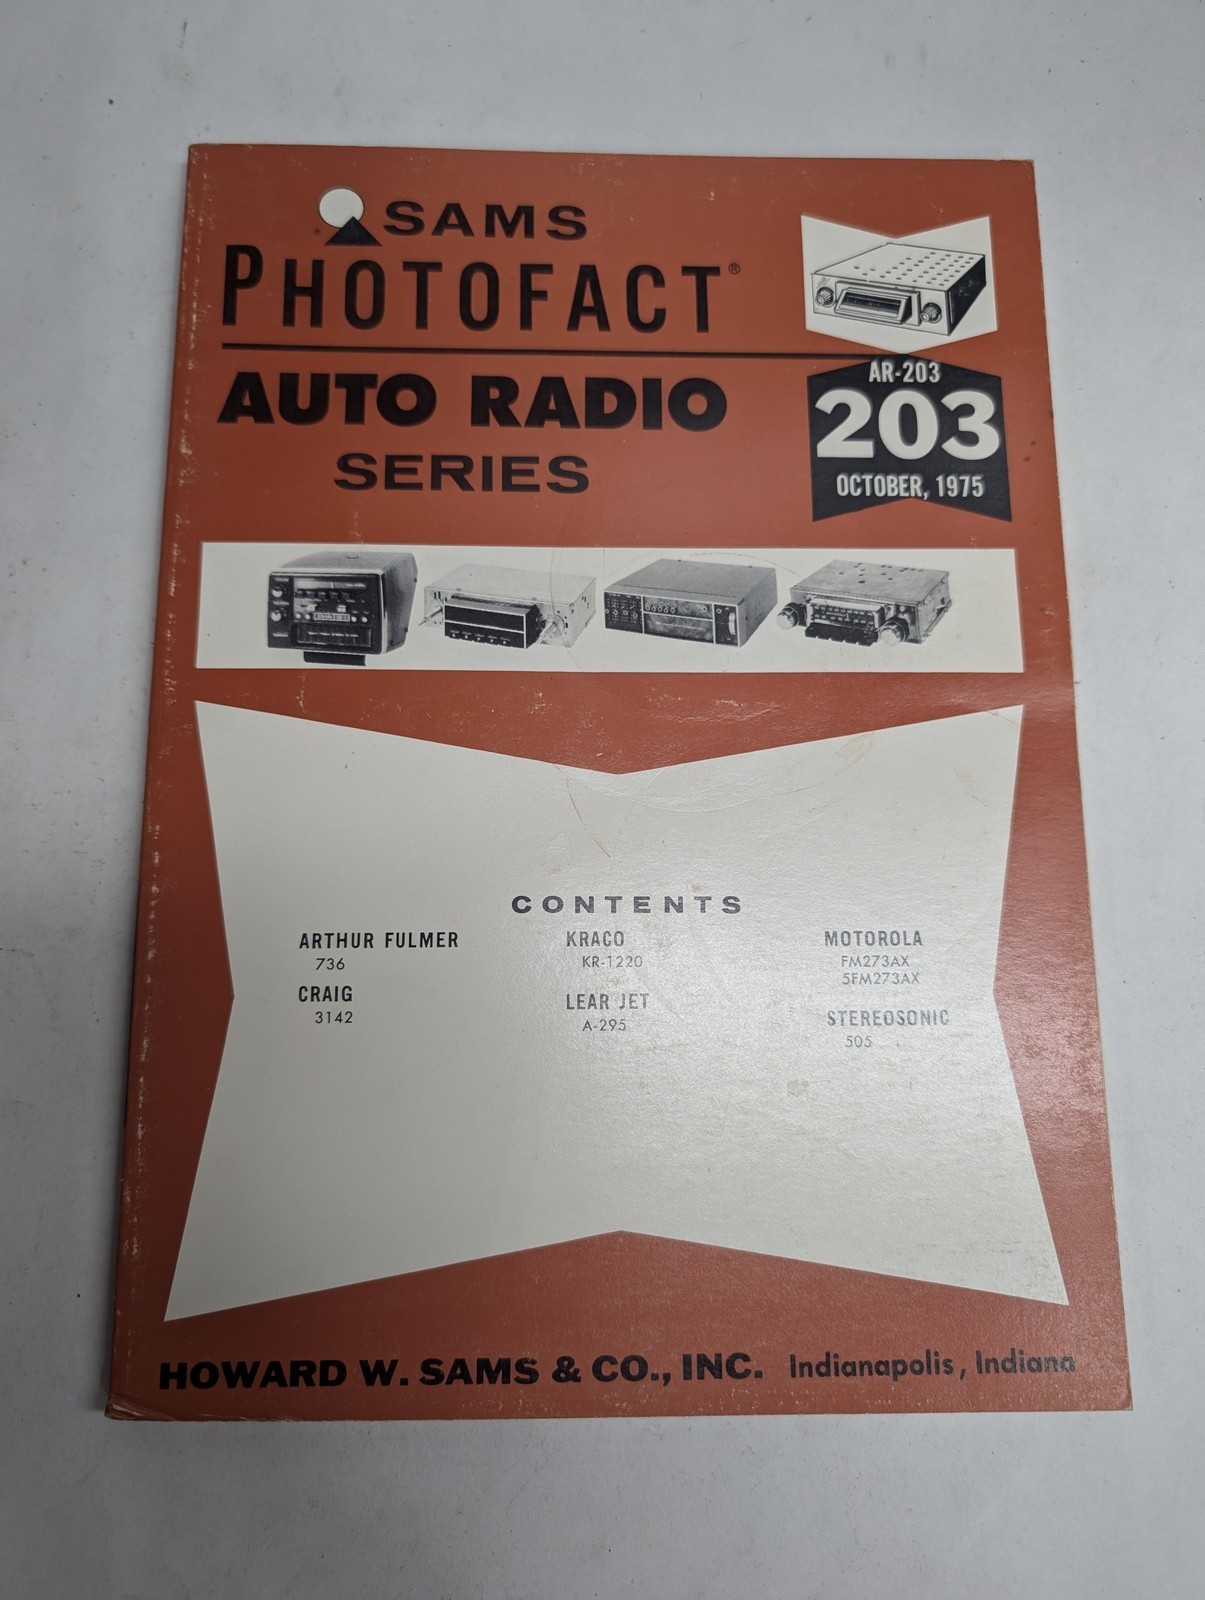 SAMS
PHOTOFACT®
AUTO RADIO
SERIES
AR-203
203
OCTOBER, 1975
CONTENTS
ARTHUR FULMER
736
CRAIG
3142
KRACO
KR-1220
LEAR JET
A-295
MOTOROLA
FM273AX
5FM273AX
STEREOSONIC
505
HOWARD W. SAMS & CO., INC. Indianapolis, Indiana